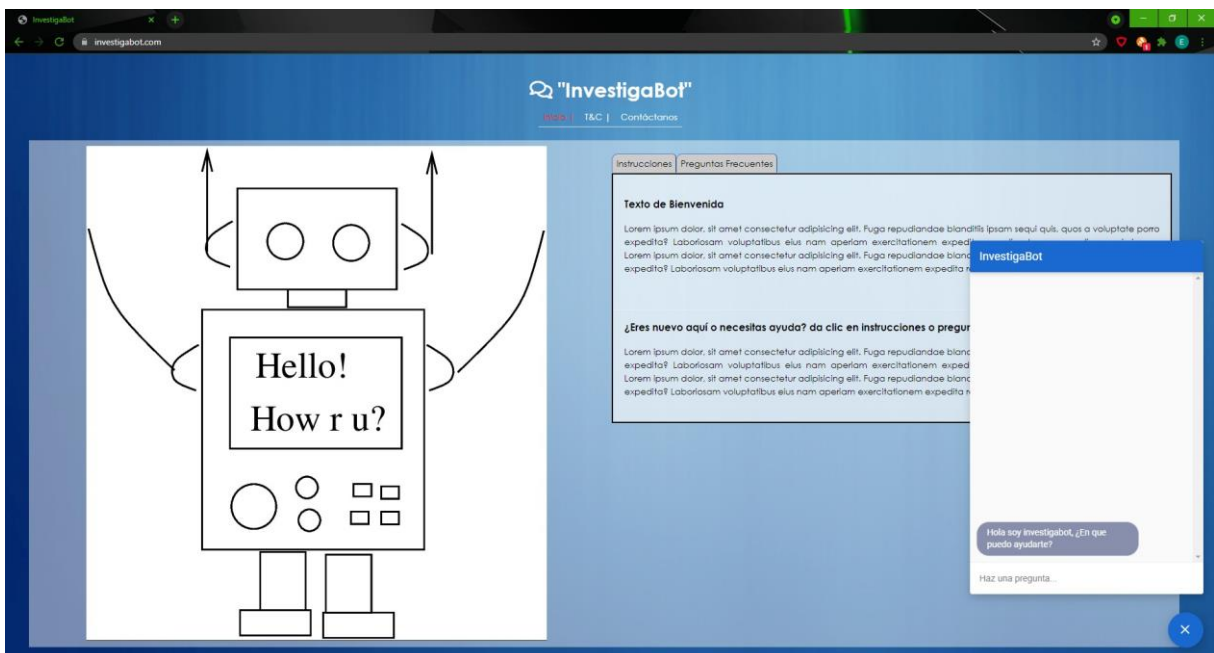 InvestigaBot
investigabot.com
E
"InvestigaBot"
Inicio | T&C | Contáctanos
Hello!
How r u?
Instrucciones Preguntas Frecuentes
Texto de Bienvenida
Lorem ipsum dolor, sit amet consectetur adipisicing elit. Fuga repudiandae blanditiis ipsam sequi quis, quos a voluptate porro
expedita? Laboriosam voluptatibus eius nam aperiam exercitationem
Lorem ipsum dolor, sit amet consectetur adipisicing elit. Fuga repudiandae
expedita? Laboriosam voluptatibus eius nam aperiam exercitationem expedita
¿Eres nuevo aquí o necesitas ayuda? da clic en instrucciones o
Lorem ipsum dolor, sit amet consectetur adipisicing elit. Fuga repudiandae
expedita? Laboriosam voluptatibus eius nam aperiam exercitationem
Lorem ipsum dolor, sit amet consectetur adipisicing elit. Fuga repudiandae
expedita? Laboriosam voluptatibus eius nam aperiam exercitationem expedita
InvestigaBot
Hola soy investigabot, ¿En que
puedo ayudarte?
Haz una pregunta...